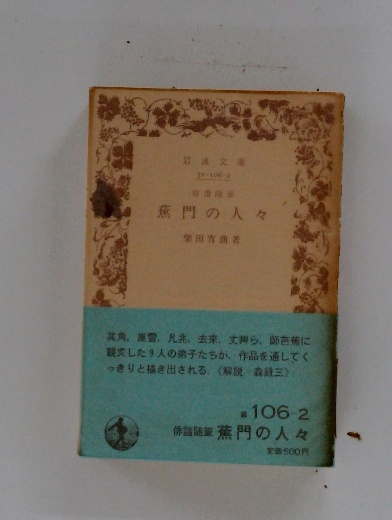 岩波文庫
31-106-2
俳諧随筆
蕉門の人々
柴田宵曲著
其角、嵐雪、凡兆、去来、丈艸ら、師芭蕉に
親炙した9人の弟子たちが、作品を通してく
っきりと描き出される。《解説=森銑三》
緑106-2
俳諧随筆 蕉門の人々
定価500円